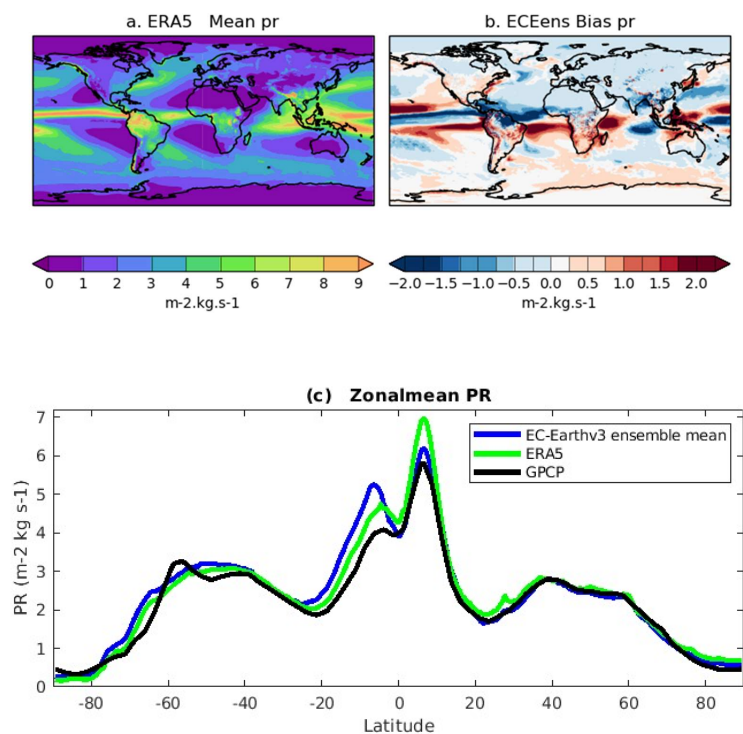 a. ERA5   Mean pr
b. ECEens Bias pr
0 1 2 3 4 5 6 7 8 9
m-2.kg.s-1
−2.0 −1.5 −1.0 −0.5 0.0 0.5 1.0 1.5 2.0
m-2.kg.s-1
(c)   Zonalmean PR
EC-Earthv3 ensemble mean
ERA5
GPCP
PR (m-2 kg s-1)
7
6
5
4
3
2
1
0
-80 -60 -40 -20 0 20 40 60 80
Latitude